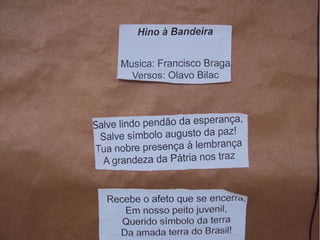 Hino à Bandeira
Musica: Francisco Braga
Versos: Olavo Bilac
Salve lindo pendão da esperança,
Salve símbolo augusto da paz!
Tua nobre presença à lembrança
A grandeza da Pátria nos traz
Recebe o afeto que se encerra,
Em nosso peito juvenil,
Querido símbolo da terra
Da amada terra do Brasil!